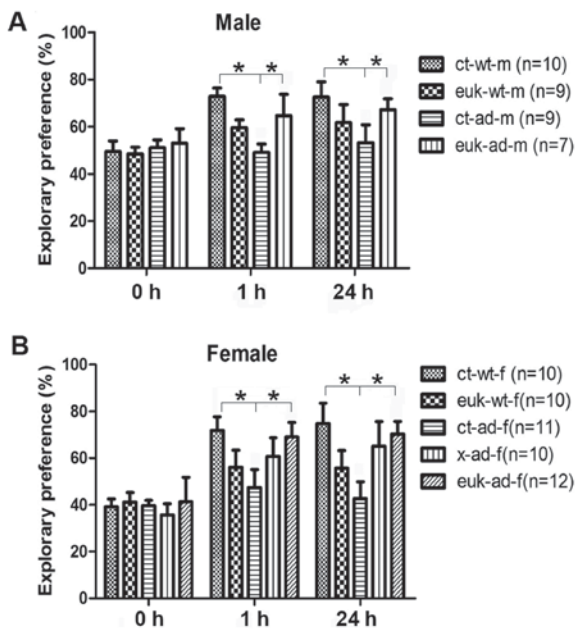 A
Male
Explorary preference (%)
100
80
60
40
20
0
* *
* *
0 h 1 h 24 h
ct-wt-m (n=10)
euk-wt-m (n=9)
ct-ad-m (n=9)
euk-ad-m (n=7)
B
Female
Explorary preference (%)
100
80
60
40
20
0
* *
* *
0 h 1 h 24 h
ct-wt-f (n=10)
euk-wt-f(n=10)
ct-ad-f(n=11)
x-ad-f(n=10)
euk-ad-f(n=12)